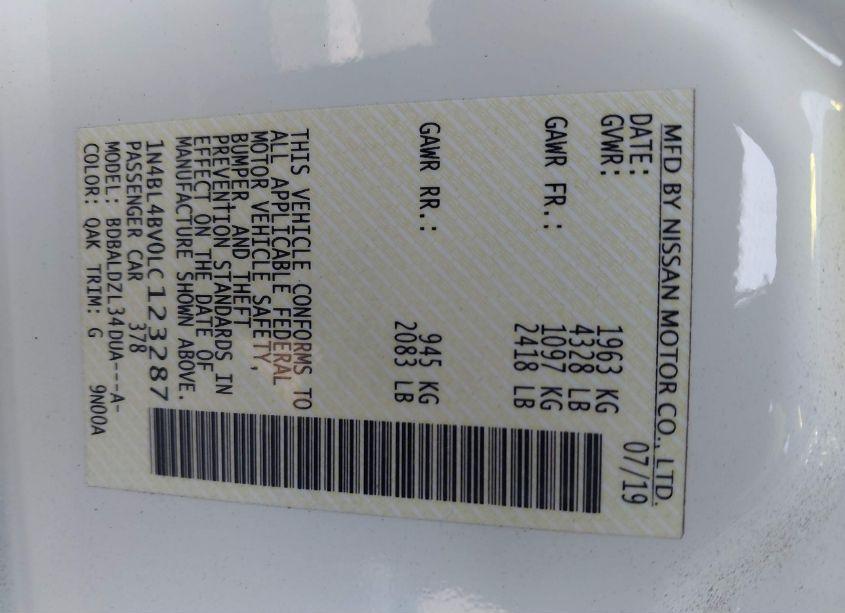 MFD BY NISSAN MOTOR CO., LTD.
DATE: 07/19
GVWR: 1963 KG
4328 LB
GAWR FR.: 1097 KG
2418 LB
GAWR RR.: 945 KG
2083 LB
THIS VEHICLE CONFORMS TO
ALL APPLICABLE FEDERAL
MOTOR VEHICLE SAFETY,
BUMPER, AND THEFT
PREVENTION STANDARDS IN
EFFECT ON THE DATE OF
MANUFACTURE SHOWN ABOVE.
1N4BL4BV0LC123287
PASSENGER CAR 378
MODEL: BDBALDZL34DUA---A-
COLOR: QAK TRIM: G 9N00A